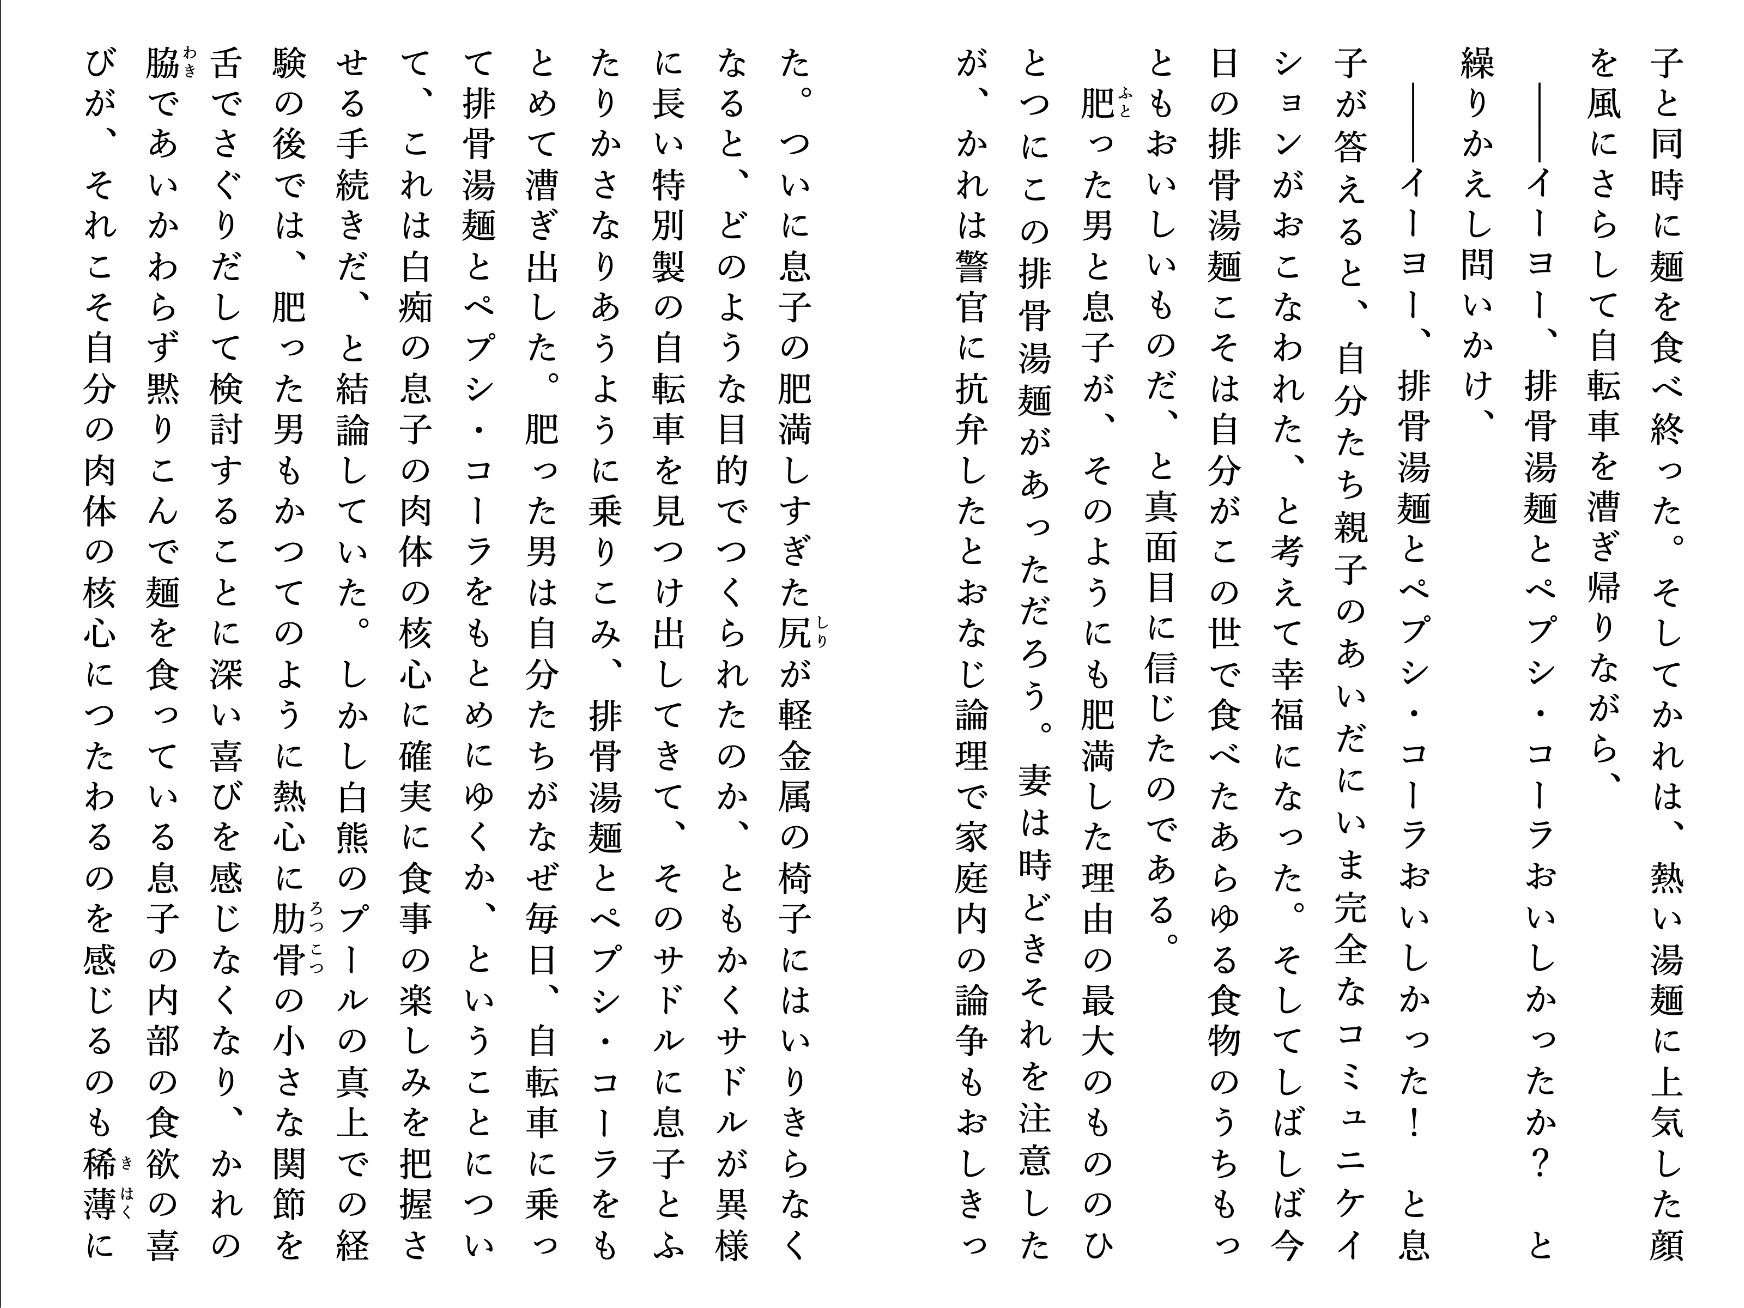 子と同時に麺を食べ終った。そしてかれは、熱い湯麺に上気した顔
を風にさらして自転車を漕ぎ帰りながら、
――イーヨー、排骨湯麺とペプシ・コーラおいしかったか？　と
繰りかえし問いかけ、
――イーヨー、排骨湯麺とペプシ・コーラおいしかった！　と息
子が答えると、自分たち親子のあいだにいま完全なコミュニケイ
ションがおこなわれた、と考えて幸福になった。そしてしばしば今
日の排骨湯麺こそは自分がこの世で食べたあらゆる食物のうちもっ
ともおいしいものだ、と真面目に信じたのである。
肥った男と息子が、そのようにも肥満した理由の最大のもののひ
とつにこの排骨湯麺があっただろう。妻は時どきそれを注意した
が、かれは警官に抗弁したとおなじ論理で家庭内の論争もおしきっ
た。ついに息子の肥満しすぎた尻が軽金属の椅子にはいりきらなく
なると、どのような目的でつくられたのか、ともかくサドルが異様
に長い特別製の自転車を見つけ出してきて、そのサドルに息子とふ
たりかさなりあうように乗りこみ、排骨湯麺とペプシ・コーラをも
とめて漕ぎ出した。肥った男は自分たちがなぜ毎日、自転車に乗っ
て排骨湯麺とペプシ・コーラをもとめにゆくか、ということについ
て、これは白痴の息子の肉体の核心に確実に食事の楽しみを把握さ
せる手続きだ、と結論していた。しかし白熊のプールの真上での経
験の後では、肥った男もかつてのように熱心に肋骨の小さな関節を
舌でさぐりだして検討することに深い喜びを感じなくなり、かれの
脇であいかわらず黙りこんで麺を食っている息子の内部の食欲の喜
びが、それこそ自分の肉体の核心につたわるのを感じるのも稀薄に